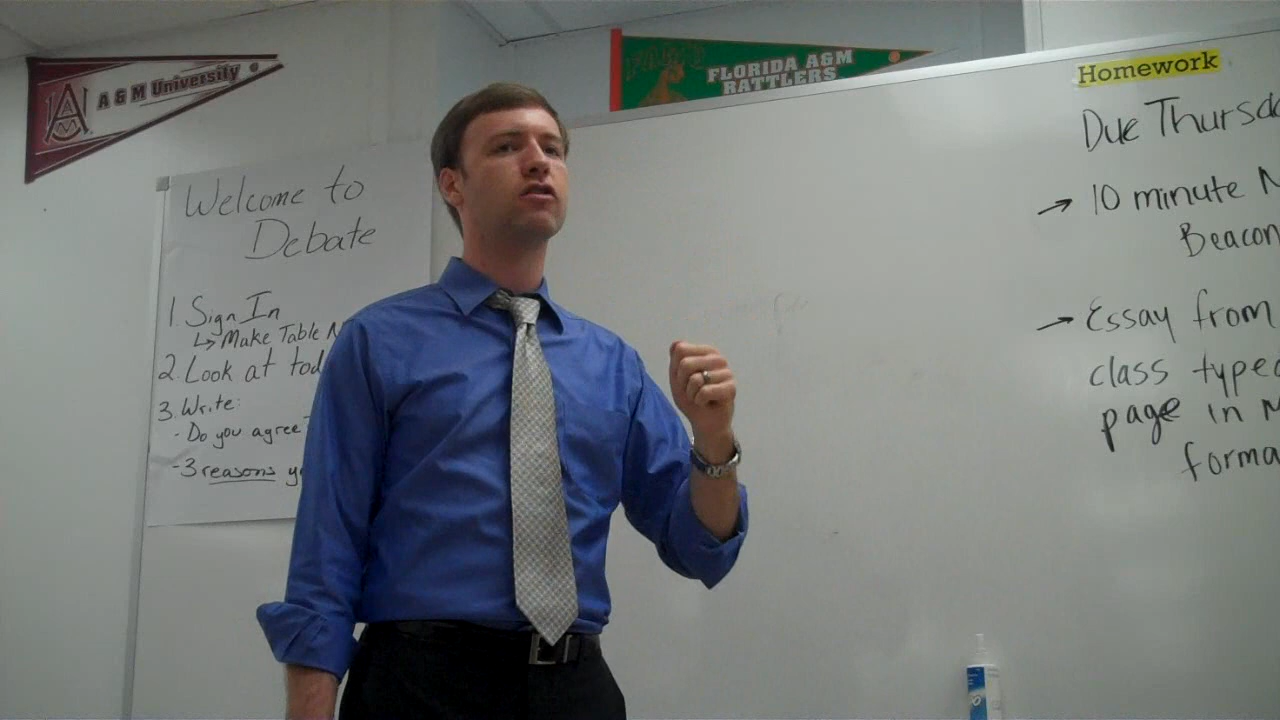 A & M University
FLORIDA A&M
RATTLERS
Welcome to
Debate
1. Sign In
↳ Make Table N
2. Look at tod
3. Write:
- Do you agree
- 3 reasons y
Homework
Due Thursda
→ 10 minute N
Beacon
→ Essay from
class type
page in M
forma